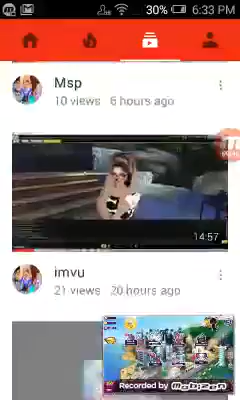 30% 6:33 PM
Msp
10 views 6 hours ago
14:57
imvu
21 views 20 hours ago
Recorded by Mobizen